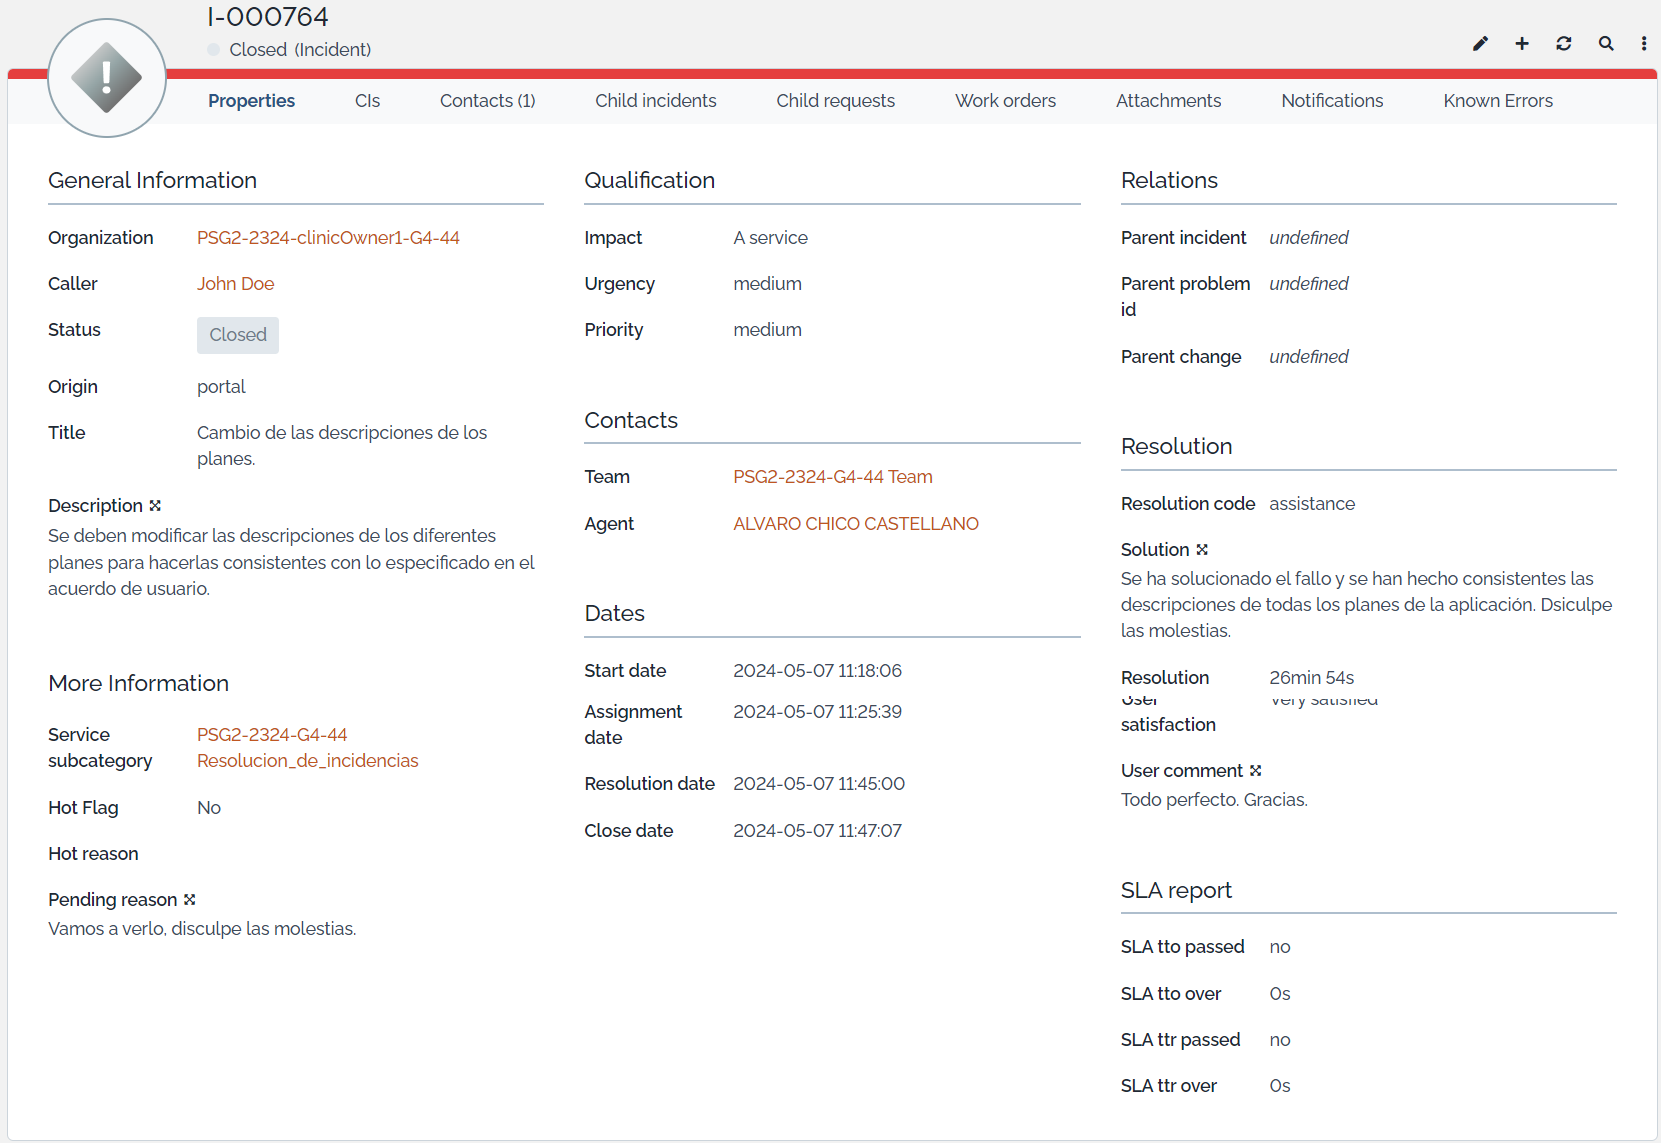 I-000764
Closed (Incident)
Properties CIs Contacts (1) Child incidents Child requests Work orders Attachments Notifications Known Errors
General Information
Organization PSG2-2324-clinicOwner1-G4-44
Caller John Doe
Status Closed
Origin portal
Title Cambio de las descripciones de los
planes.
Description
Se deben modificar las descripciones de los diferentes
planes para hacerlas consistentes con lo especificado en el
acuerdo de usuario.
More Information
Service PSG2-2324-G4-44
subcategory Resolucion_de_incidencias
Hot Flag No
Hot reason
Pending reason
Vamos a verlo, disculpe las molestias.
Qualification
Impact A service
Urgency medium
Priority medium
Contacts
Team PSG2-2324-G4-44 Team
Agent ALVARO CHICO CASTELLANO
Dates
Start date 2024-05-07 11:18:06
Assignment 2024-05-07 11:25:39
date
Resolution date 2024-05-07 11:45:00
Close date 2024-05-07 11:47:07
Relations
Parent incident undefined
Parent problem undefined
id
Parent change undefined
Resolution
Resolution code assistance
Solution
Se ha solucionado el fallo y se han hecho consistentes las
descripciones de todas los planes de la aplicación. Dsiculpe
las molestias.
Resolution 26min 54s
User Very satisfied
satisfaction
User comment
Todo perfecto. Gracias.
SLA report
SLA tto passed no
SLA tto over 0s
SLA ttr passed no
SLA ttr over 0s